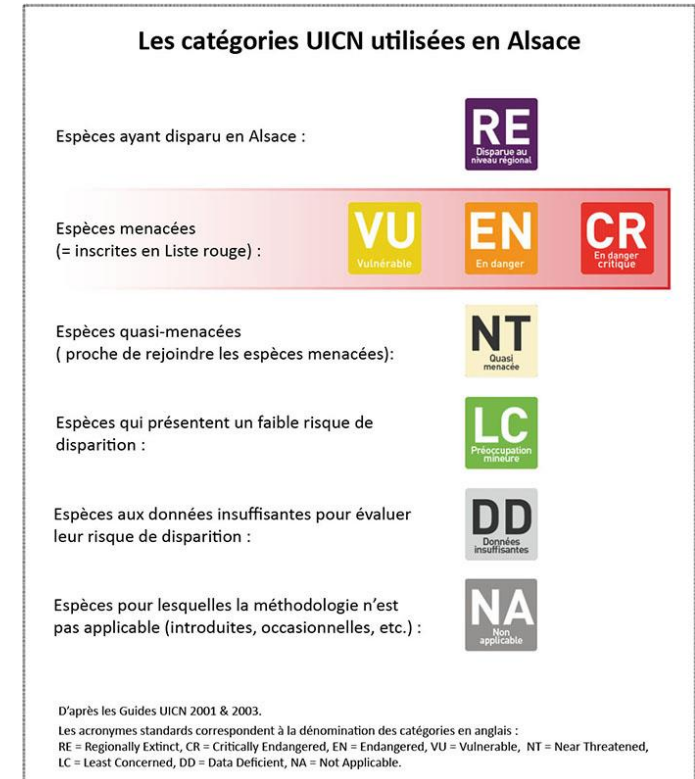 Les catégories UICN utilisées en Alsace
Espèces ayant disparu en Alsace :
RE
Disparue au
niveau régional
Espèces menacées
(= inscrites en Liste rouge) :
VU
Vulnérable
EN
En danger
CR
En danger
critique
Espèces quasi-menacées
( proche de rejoindre les espèces menacées):
NT
Quasi
menacée
Espèces qui présentent un faible risque de
disparition :
LC
Préoccupation
mineure
Espèces aux données insuffisantes pour évaluer
leur risque de disparition :
DD
Données
insuffisantes
Espèces pour lesquelles la méthodologie n'est
pas applicable (introduites, occasionnelles, etc.) :
NA
Non
applicable
D'après les Guides UICN 2001 & 2003.
Les acronymes standards correspondent à la dénomination des catégories en anglais :
RE = Regionally Extinct, CR = Critically Endangered, EN = Endangered, VU = Vulnerable, NT = Near Threatened,
LC = Least Concerned, DD = Data Deficient, NA = Not Applicable.